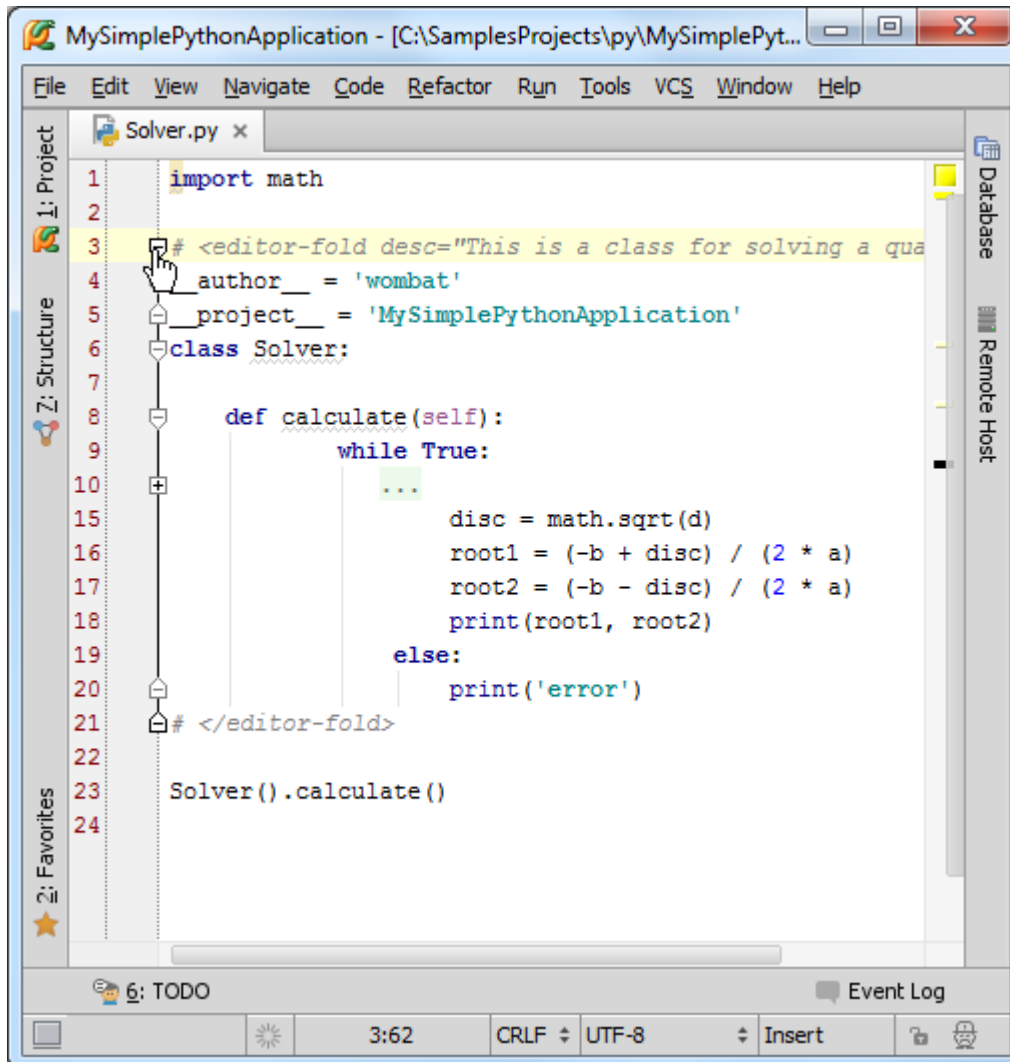 MySimplePythonApplication - [C:\SamplesProjects\py\MySimplePyt...
File Edit View Navigate Code Refactor Run Tools VCS Window Help
Solver.py
1: Project
7: Structure
2: Favorites
1 import math
2
3 # <editor-fold desc="This is a class for solving a qua
4 __author__ = 'wombat'
5 __project__ = 'MySimplePythonApplication'
6 class Solver:
7
8 def calculate(self):
9 while True:
10 ...
15 disc = math.sqrt(d)
16 root1 = (-b + disc) / (2 * a)
17 root2 = (-b - disc) / (2 * a)
18 print(root1, root2)
19 else:
20 print('error')
21 # </editor-fold>
22
23 Solver().calculate()
24
Database
Remote Host
6: TODO Event Log
3:62 CRLF UTF-8 Insert